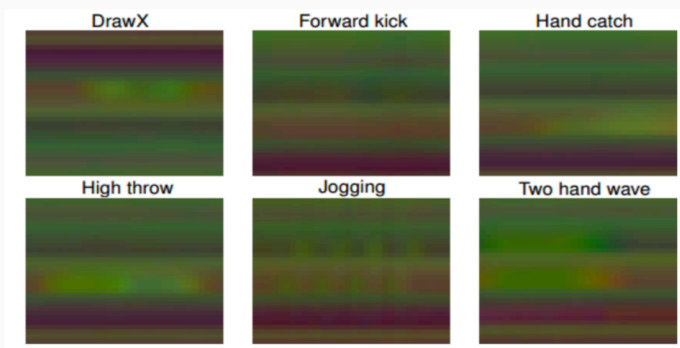 DrawX
Forward kick
Hand catch
High throw
Jogging
Two hand wave